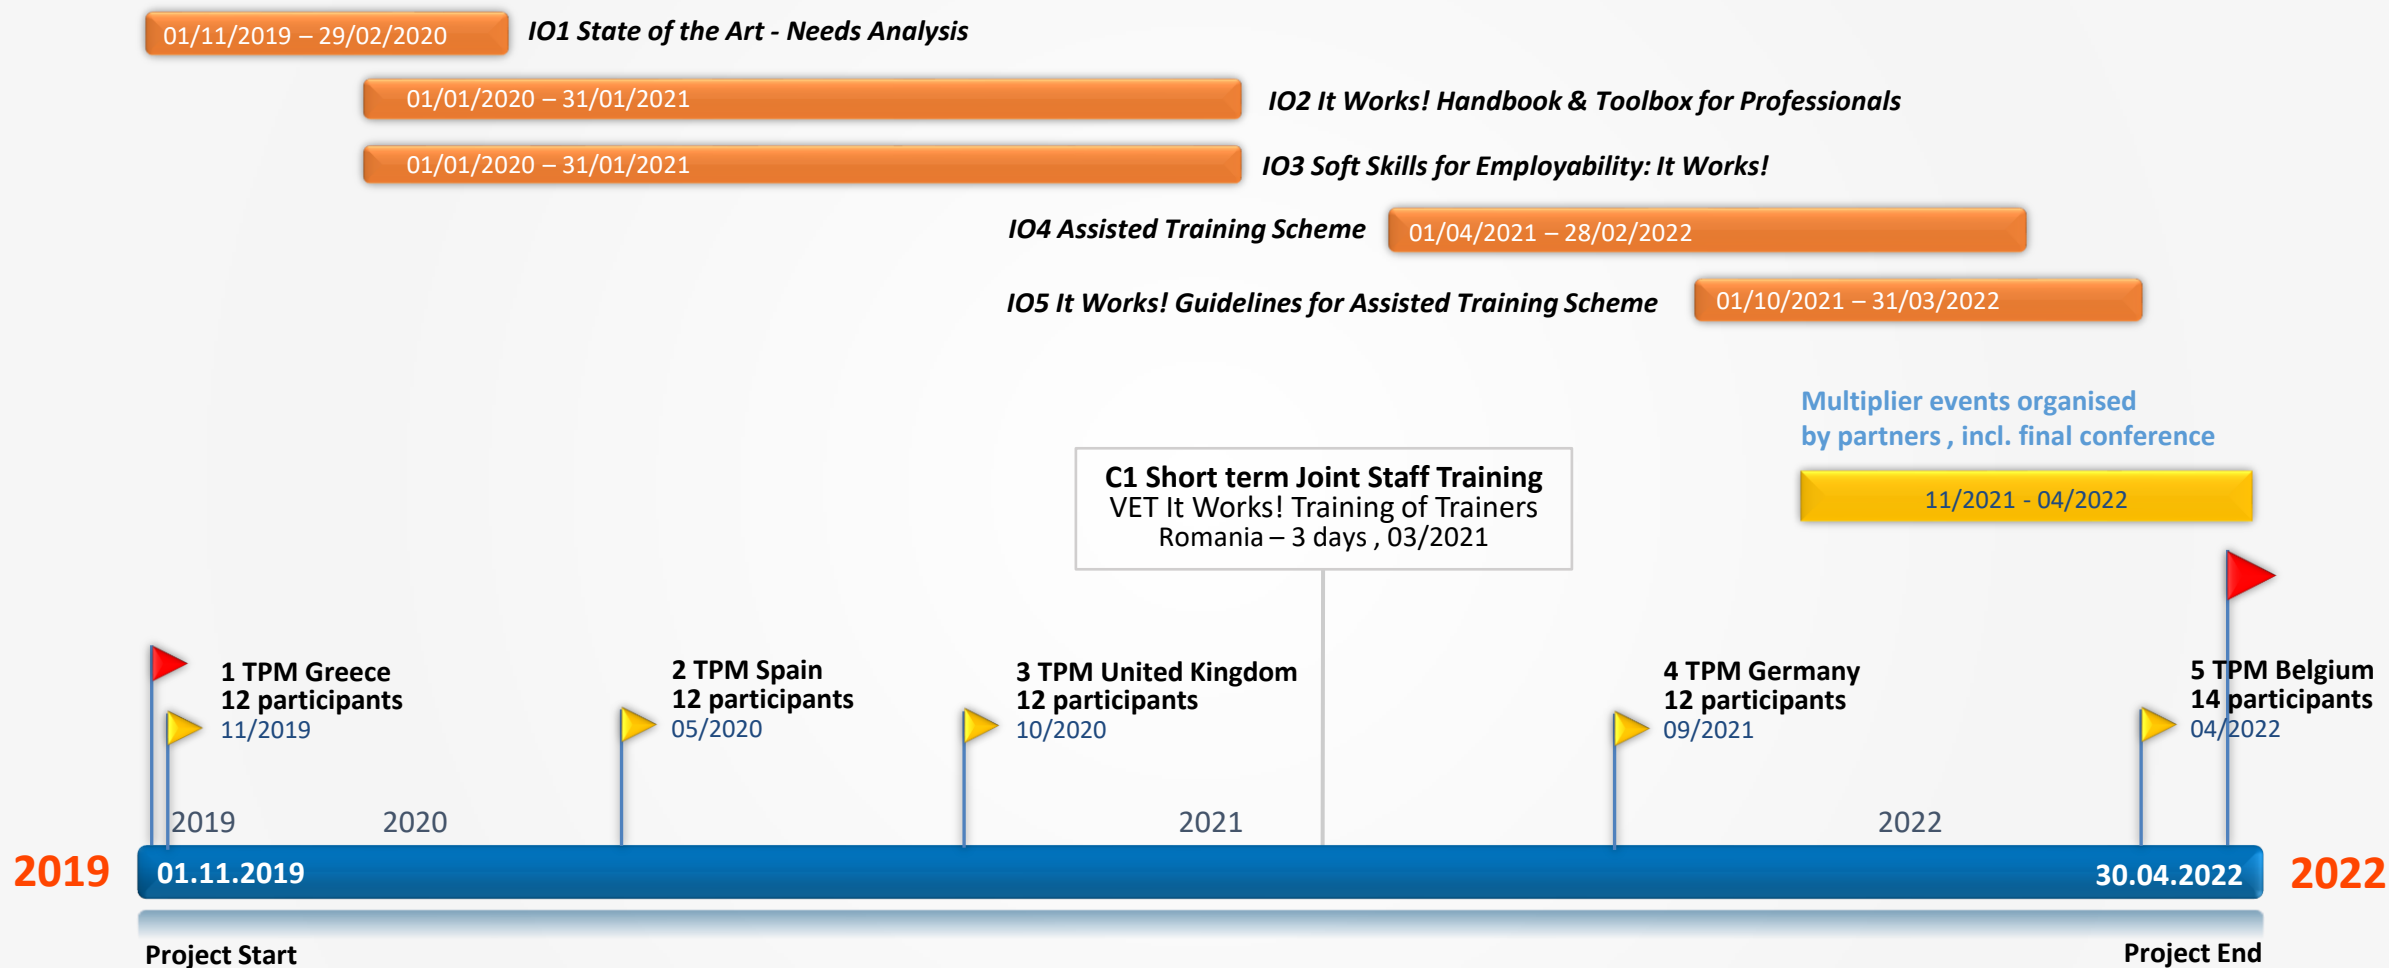 01/11/2019 – 29/02/2020 IO1 State of the Art - Needs Analysis
01/01/2020 – 31/01/2021 IO2 It Works! Handbook & Toolbox for Professionals
01/01/2020 – 31/01/2021 IO3 Soft Skills for Employability: It Works!
IO4 Assisted Training Scheme 01/04/2021 – 28/02/2022
IO5 It Works! Guidelines for Assisted Training Scheme 01/10/2021 – 31/03/2022
Multiplier events organised
by partners , incl. final conference
11/2021 - 04/2022
C1 Short term Joint Staff Training
VET It Works! Training of Trainers
Romania – 3 days , 03/2021
1 TPM Greece
12 participants
11/2019
2 TPM Spain
12 participants
05/2020
3 TPM United Kingdom
12 participants
10/2020
4 TPM Germany
12 participants
09/2021
5 TPM Belgium
14 participants
04/2022
2019 2020 2021 2022
2019 01.11.2019 30.04.2022 2022
Project Start Project End